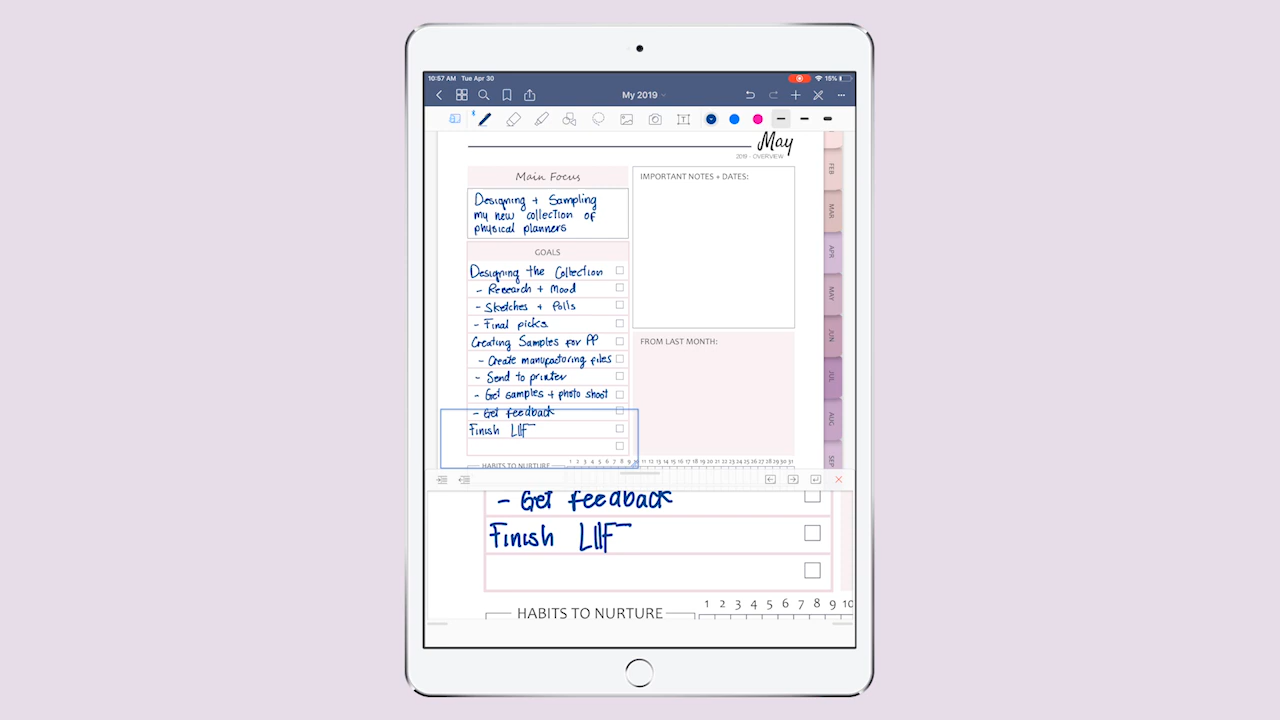 10:57 AM Tue Apr 30
15%
My 2019
May
2019 - OVERVIEW
Main Focus
Designing + Sampling
my new collection of
physical planners
GOALS
Designing the Collection
- Research + Mood
- Sketches + Polls
- Final picks
Creating Samples for PP
- Create manufactoring files
- Send to printer
- Get samples + photo shoot
- Get feedback
Finish LIIF
HABITS TO NURTURE
1 2 3 4 5 6 7 8 9 10 11 12 13 14 15 16 17 18 19 20 21 22 23 24 25 26 27 28 29 30 31
IMPORTANT NOTES + DATES:
FROM LAST MONTH:
FEB
MAR
APR
MAY
JUN
JUL
AUG
SEP
- Get feedback
Finish LIIF
HABITS TO NURTURE
1 2 3 4 5 6 7 8 9 10